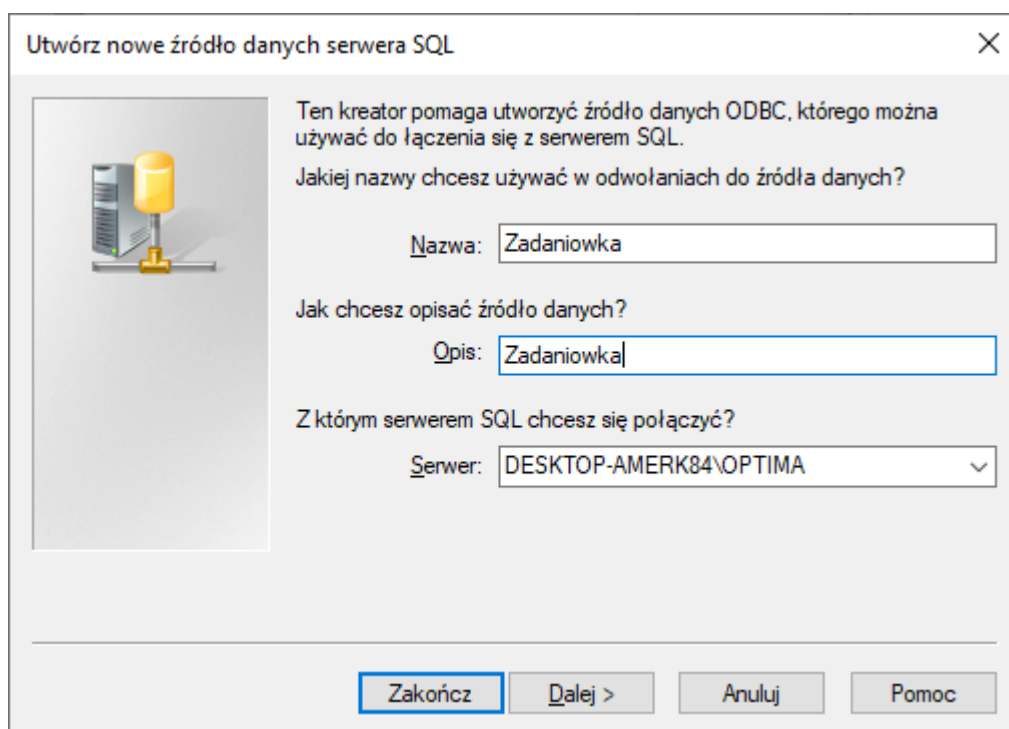 Utwórz nowe źródło danych serwera SQL
Ten kreator pomaga utworzyć źródło danych ODBC, którego można
używać do łączenia się z serwerem SQL.
Jakiej nazwy chcesz używać w odwołaniach do źródła danych?
Nazwa: Zadaniowka
Jak chcesz opisać źródło danych?
Opis: Zadaniowka
Z którym serwerem SQL chcesz się połączyć?
Serwer: DESKTOP-AMERK84\OPTIMA
Zakończ Dalej > Anuluj Pomoc